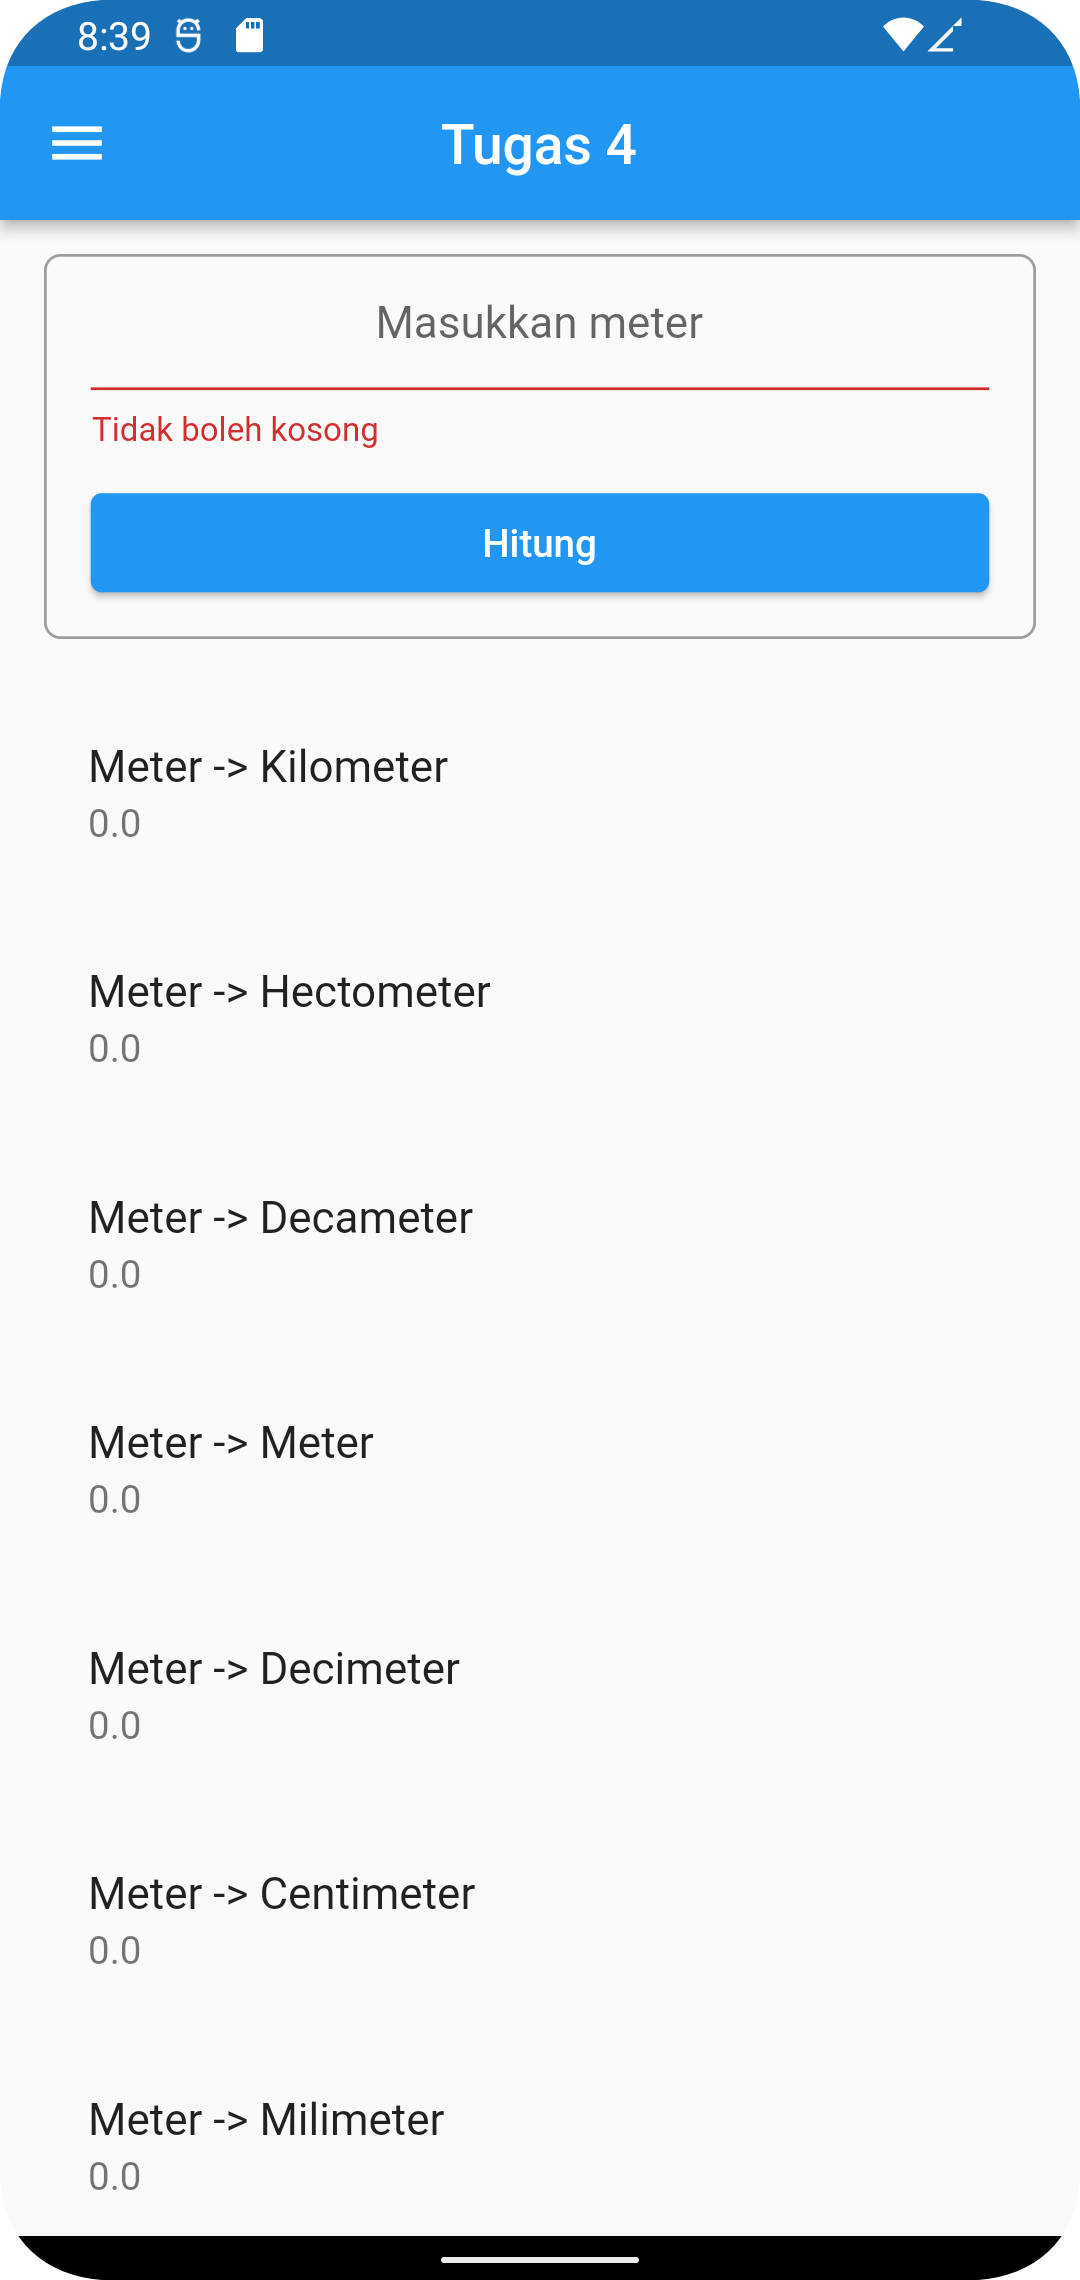 8:39
Tugas 4
Masukkan meter
Tidak boleh kosong
Hitung
Meter -> Kilometer
0.0
Meter -> Hectometer
0.0
Meter -> Decameter
0.0
Meter -> Meter
0.0
Meter -> Decimeter
0.0
Meter -> Centimeter
0.0
Meter -> Milimeter
0.0